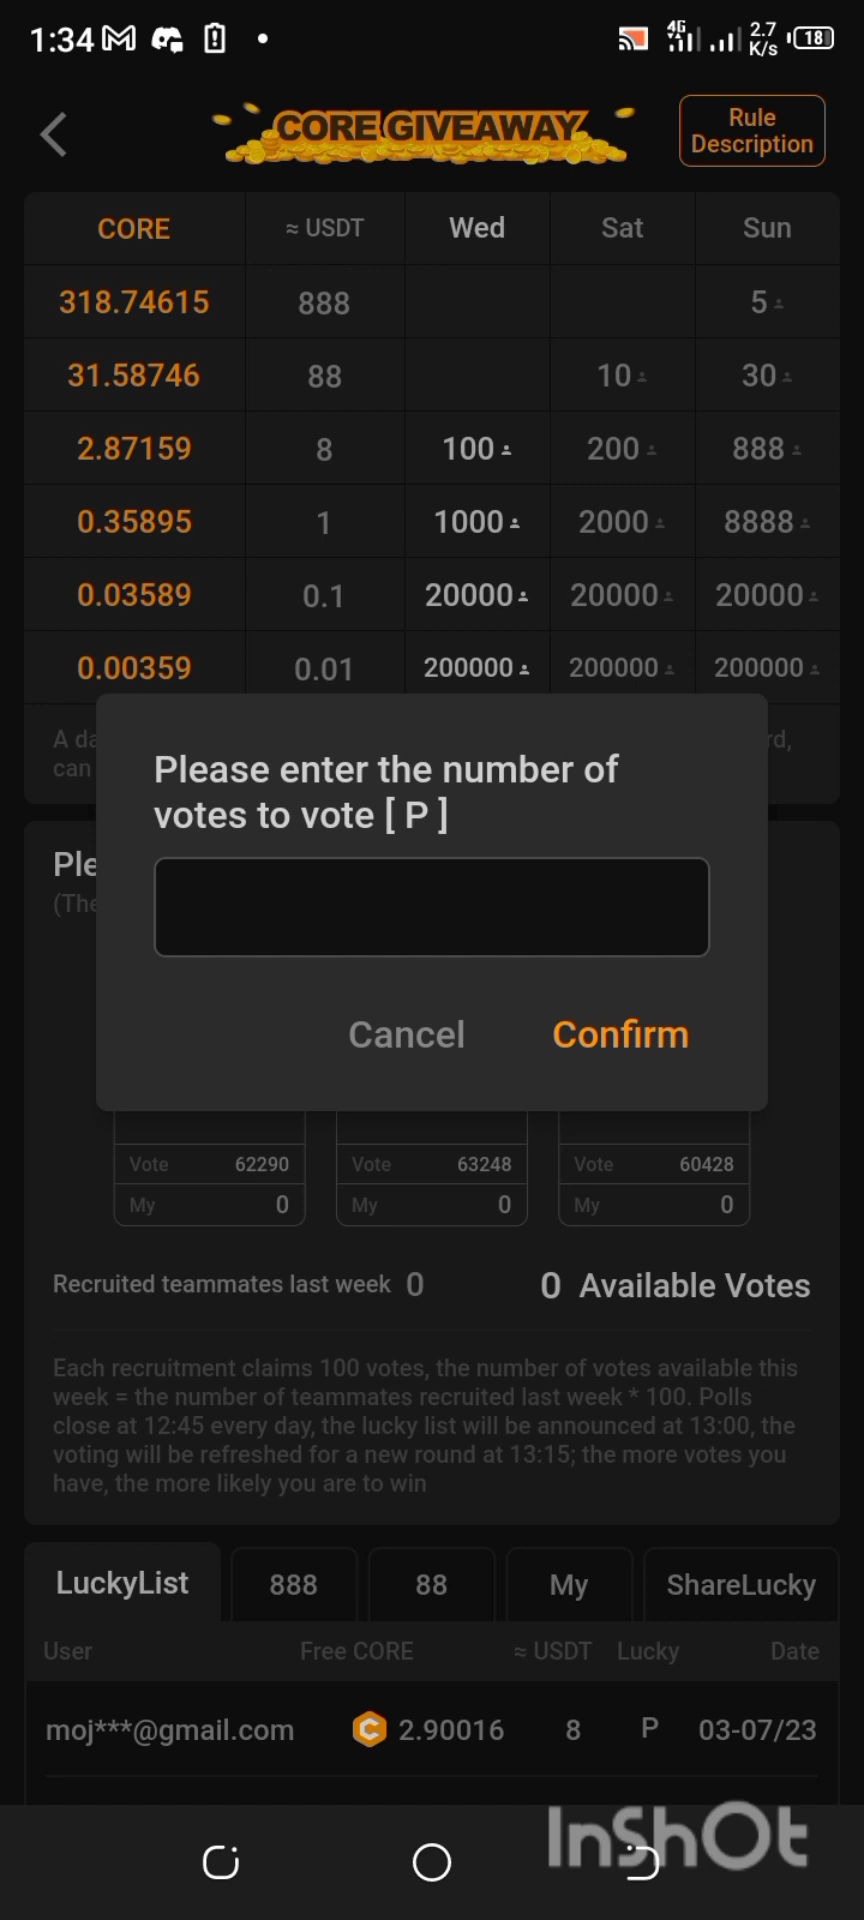 1:34 4G 2.7 K/s 18
CORE GIVEAWAY
Rule
Description
CORE ≈ USDT Wed Sat Sun
318.74615 888 5
31.58746 88 10 30
2.87159 8 100 200 888
0.35895 1 1000 2000 8888
0.03589 0.1 20000 20000 20000
0.00359 0.01 200000 200000 200000
A
can
Please enter the number of
votes to vote [ P ]
Cancel Confirm
Vote 62290 Vote 63248 Vote 60428
My 0 My 0 My 0
Recruited teammates last week 0 0 Available Votes
Each recruitment claims 100 votes, the number of votes available this
week = the number of teammates recruited last week * 100. Polls
close at 12:45 every day, the lucky list will be announced at 13:00, the
voting will be refreshed for a new round at 13:15; the more votes you
have, the more likely you are to win
LuckyList 888 88 My ShareLucky
User Free CORE ≈ USDT Lucky Date
moj***@gmail.com 2.90016 8 P 03-07/23
InShOt